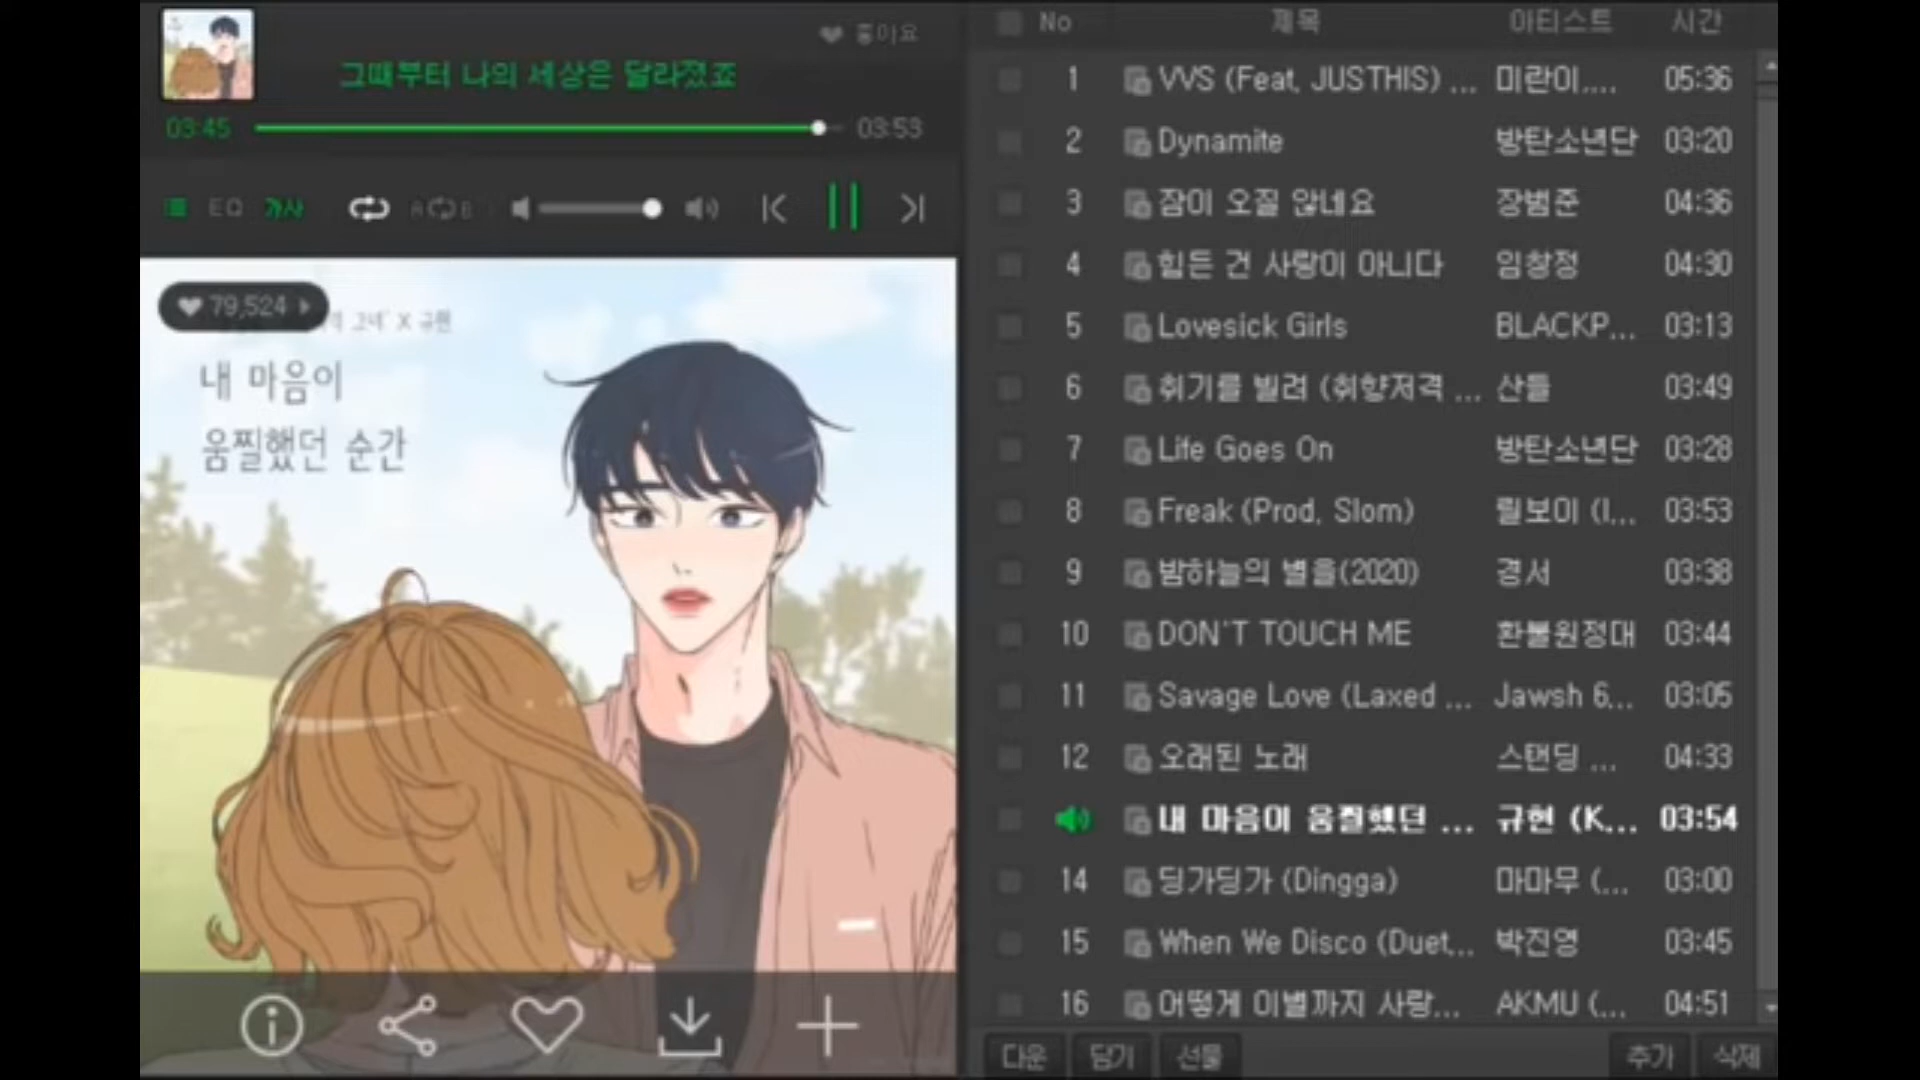 좋아요
그때부터 나의 세상은 달라졌죠
03:45 03:53
EQ 가사 A B
79,524
그녀' X 규현
내 마음이
움찔했던 순간
No 제목 아티스트 시간
1 VVS (Feat. JUSTHIS) ... 미란이.... 05:36
2 Dynamite 방탄소년단 03:20
3 잠이 오질 않네요 장범준 04:36
4 힘든 건 사랑이 아니다 임창정 04:30
5 Lovesick Girls BLACKP... 03:13
6 취기를 빌려 (취향저격 ... 산들 03:49
7 Life Goes On 방탄소년단 03:28
8 Freak (Prod. Slom) 릴보이 (l... 03:53
9 밤하늘의 별을(2020) 경서 03:38
10 DON'T TOUCH ME 환불원정대 03:44
11 Savage Love (Laxed ... Jawsh 6... 03:05
12 오래된 노래 스탠딩 ... 04:33
내 마음이 움찔했던 ... 규현 (K... 03:54
14 딩가딩가 (Dingga) 마마무 (... 03:00
15 When We Disco (Duet... 박진영 03:45
16 어떻게 이별까지 사랑... AKMU (... 04:51
다운 담기 선물 추가 삭제